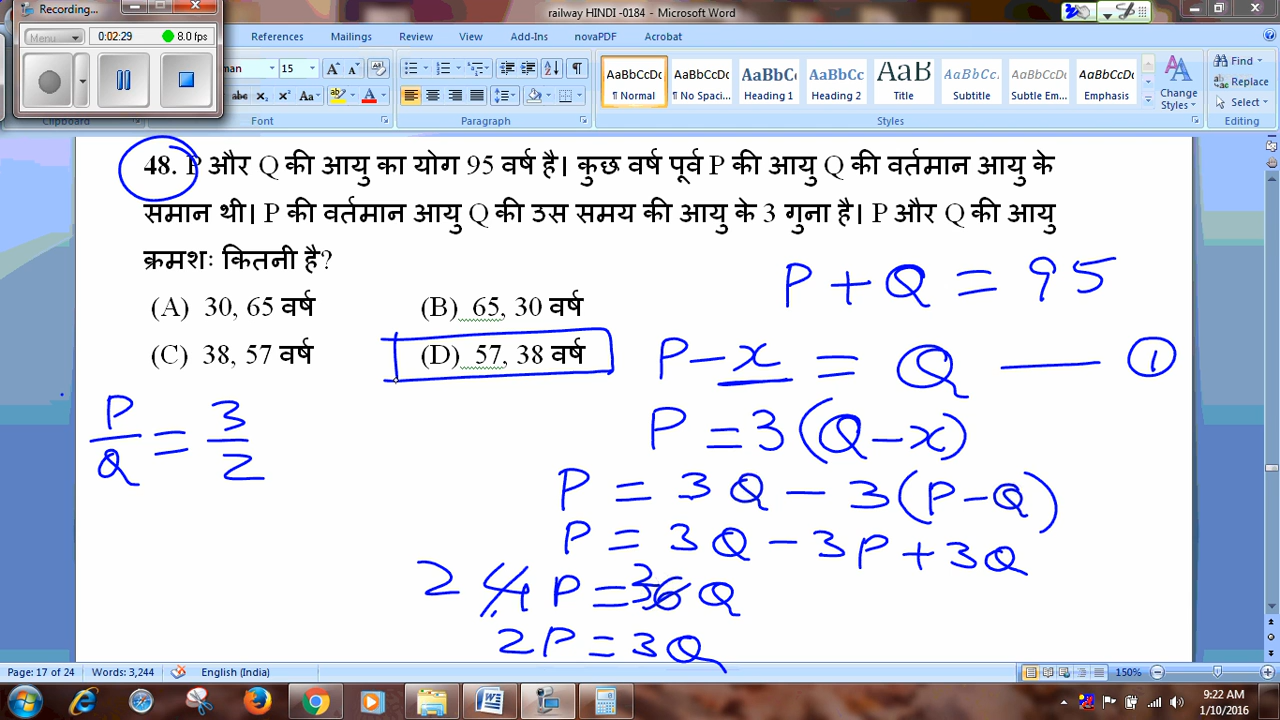 Recording...
railway HINDI -0184 - Microsoft Word
Menu
0:02:29
8.0 fps
References Mailings Review View Add-Ins novaPDF Acrobat
man 15
AaBbCcDc AaBbCcDc AaBbC AaBbCc AaB AaBbCc. AaBbCcDc AaBbCcDc
¶ Normal ¶ No Spaci... Heading 1 Heading 2 Title Subtitle Subtle Em... Emphasis
Change Styles
Find
Replace
Select
Clipboard Font Paragraph Styles Editing
48. P और Q की आयु का योग 95 वर्ष है। कुछ वर्ष पूर्व P की आयु Q की वर्तमान आयु के
समान थी। P की वर्तमान आयु Q की उस समय की आयु के 3 गुना है। P और Q की आयु
क्रमशः कितनी है?
P + Q = 95
(A) 30, 65 वर्ष (B) 65, 30 वर्ष
(C) 38, 57 वर्ष (D) 57, 38 वर्ष
P - x = Q — 1
P/Q = 3/2
P = 3(Q - x)
P = 3Q - 3(P - Q)
P = 3Q - 3P + 3Q
2 4P = 3 6Q
2P = 3Q
Page: 17 of 24 Words: 3,244 English (India) 150%
9:22 AM
1/10/2016